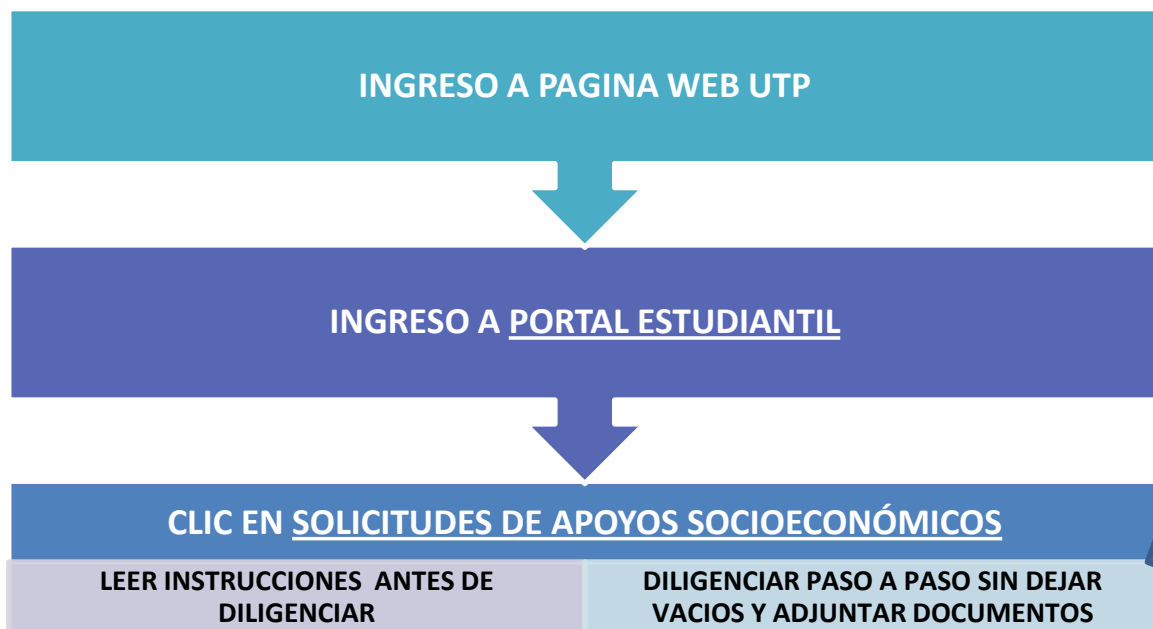 INGRESO A PAGINA WEB UTP
INGRESO A PORTAL ESTUDIANTIL
CLIC EN SOLICITUDES DE APOYOS SOCIOECONÓMICOS
LEER INSTRUCCIONES ANTES DE
DILIGENCIAR
DILIGENCIAR PASO A PASO SIN DEJAR
VACIOS Y ADJUNTAR DOCUMENTOS